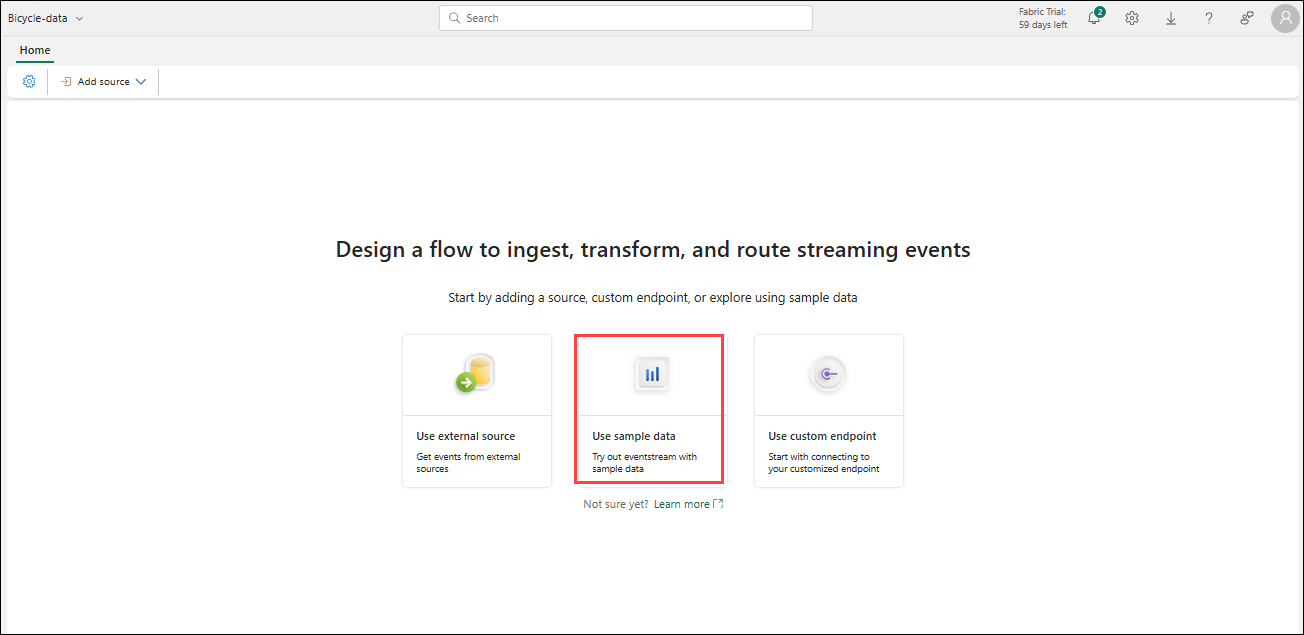 Bicycle-data
Search
Fabric Trial:
59 days left
2
Home
Add source
Design a flow to ingest, transform, and route streaming events
Start by adding a source, custom endpoint, or explore using sample data
Use external source
Get events from external
sources
Use sample data
Try out eventstream with
sample data
Use custom endpoint
Start with connecting to
your customized endpoint
Not sure yet? Learn more